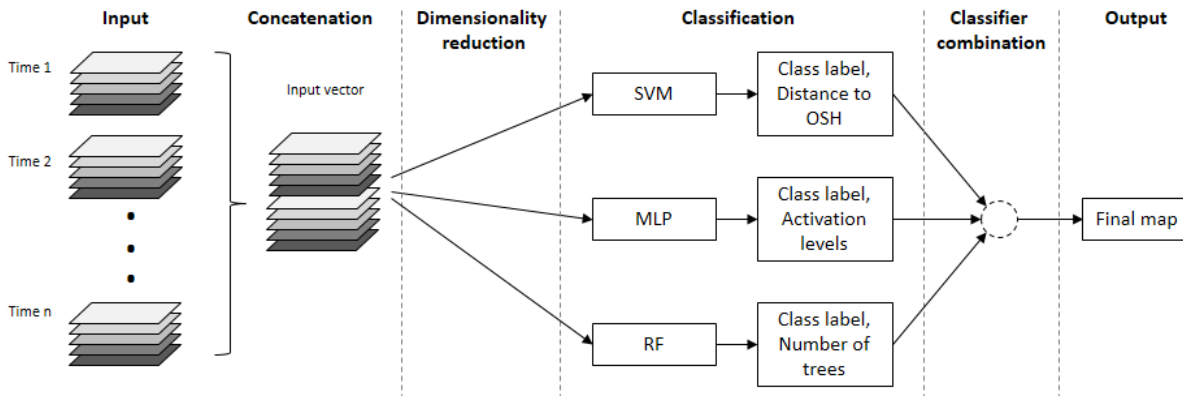 Input
Concatenation
Dimensionality
reduction
Classification
Classifier
combination
Output
Time 1
Time 2
Time n
Input vector
SVM
Class label,
Distance to
OSH
MLP
Class label,
Activation
levels
RF
Class label,
Number of
trees
Final map